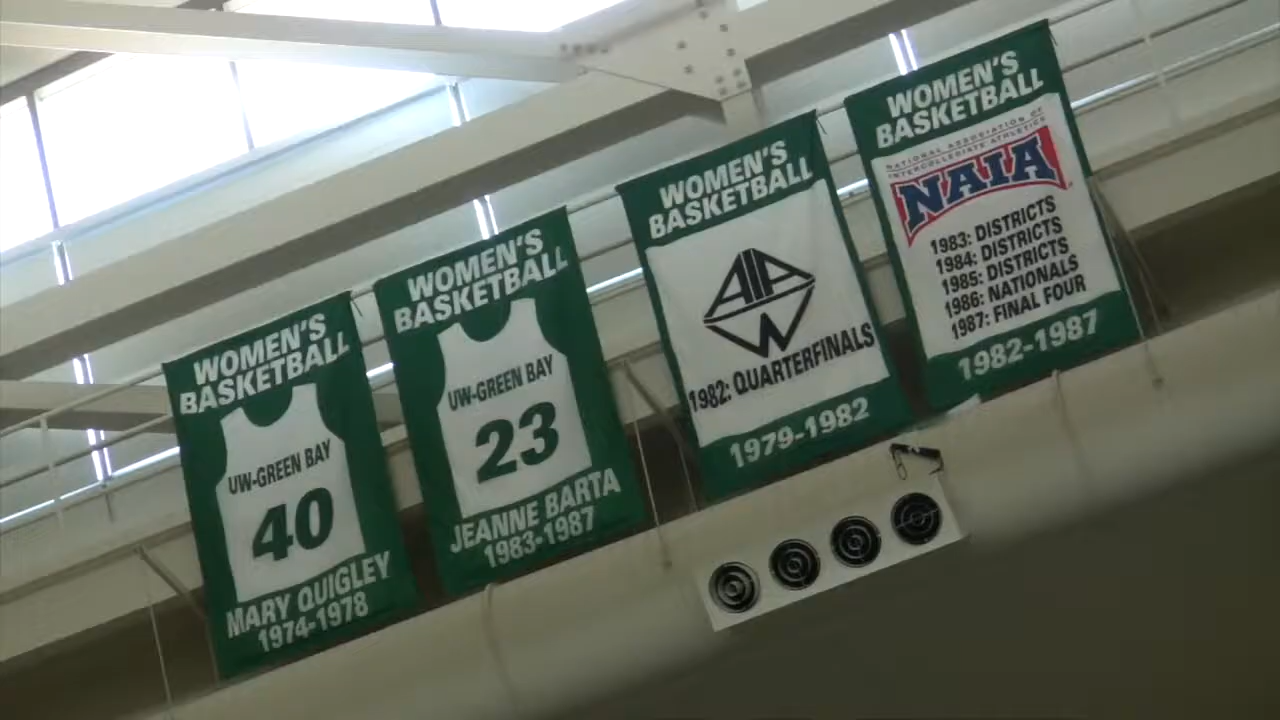 WOMEN'S
BASKETBALL
UW-GREEN BAY
40
MARY QUIGLEY
1974-1978
WOMEN'S
BASKETBALL
UW-GREEN BAY
23
JEANNE BARTA
1983-1987
WOMEN'S
BASKETBALL
AIAW
1982: QUARTERFINALS
1979-1982
WOMEN'S
BASKETBALL
NATIONAL ASSOCIATION OF
INTERCOLLEGIATE ATHLETICS
NAIA
1983: DISTRICTS
1984: DISTRICTS
1985: DISTRICTS
1986: NATIONALS
1987: FINAL FOUR
1982-1987